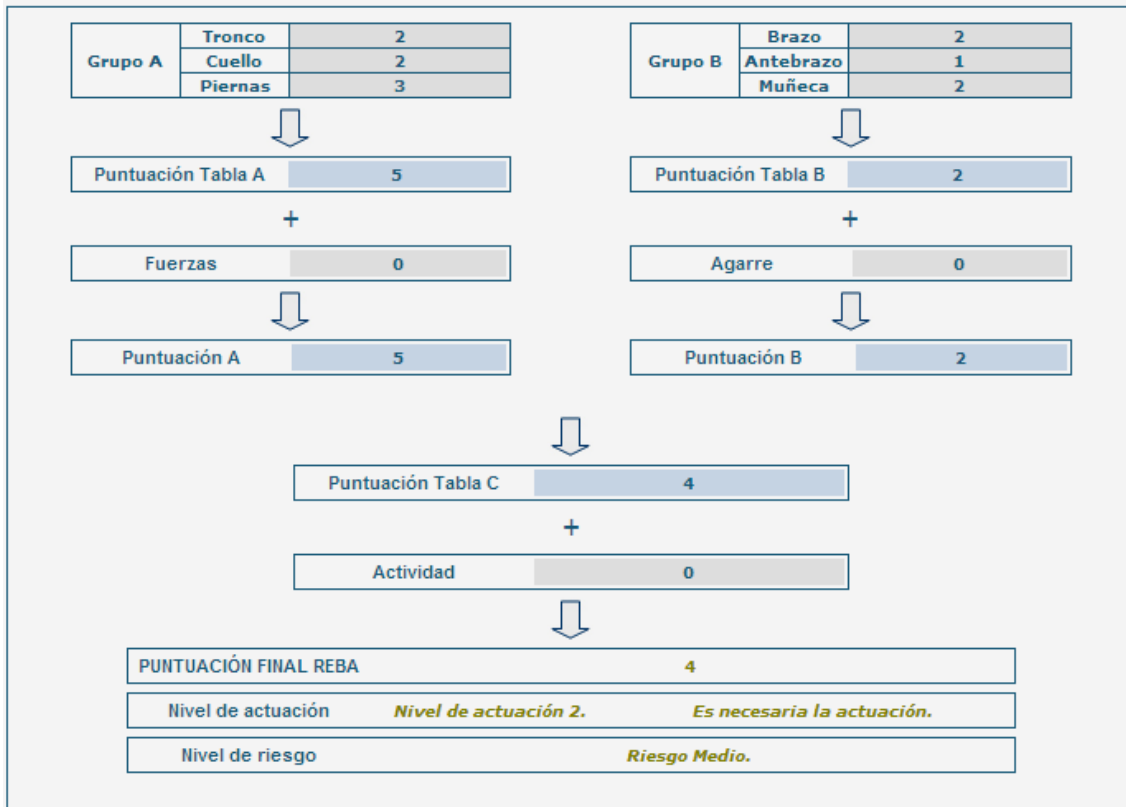 Grupo A
Tronco 2
Cuello 2
Piernas 3
Grupo B
Brazo 2
Antebrazo 1
Muñeca 2
Puntuación Tabla A 5
Puntuación Tabla B 2
+
+
Fuerzas 0
Agarre 0
Puntuación A 5
Puntuación B 2
Puntuación Tabla C 4
+
Actividad 0
PUNTUACIÓN FINAL REBA 4
Nivel de actuación Nivel de actuación 2. Es necesaria la actuación.
Nivel de riesgo Riesgo Medio.